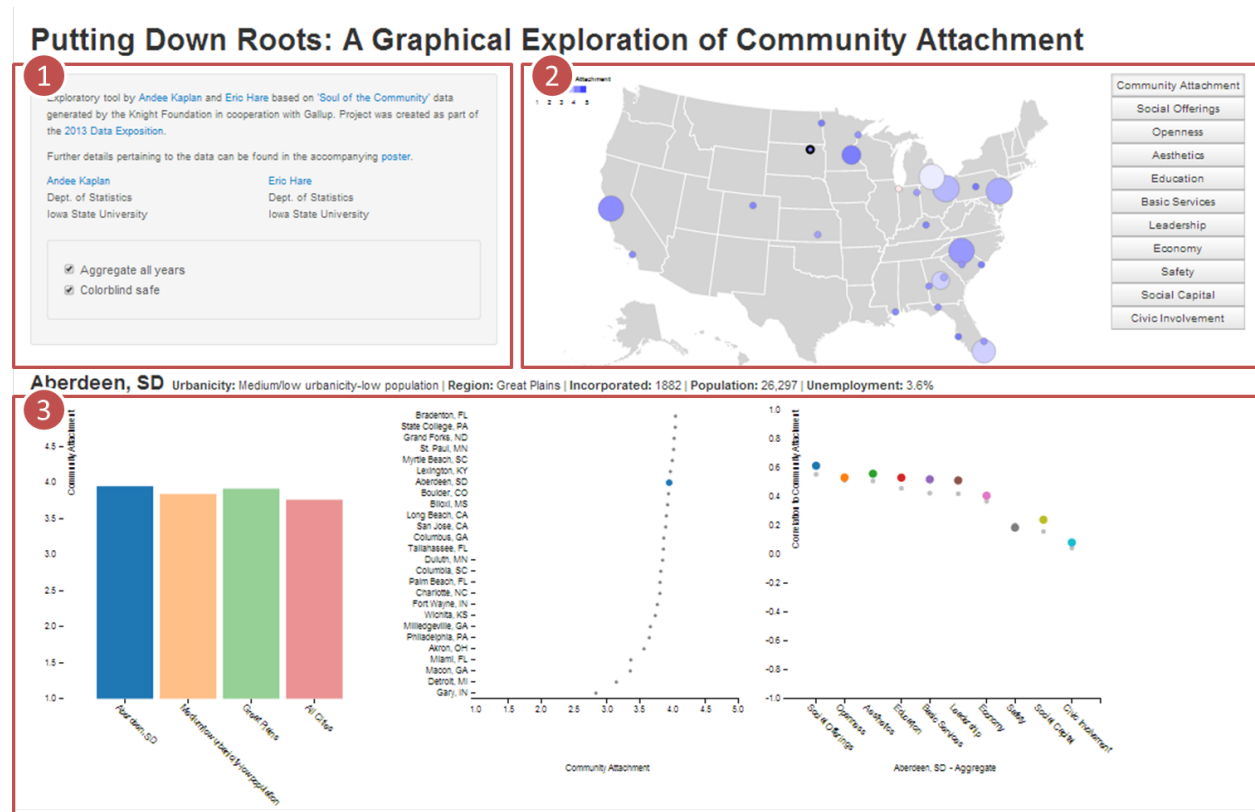 Putting Down Roots: A Graphical Exploration of Community Attachment
1
Exploratory tool by Andee Kaplan and Eric Hare based on 'Soul of the Community' data
generated by the Knight Foundation in cooperation with Gallup. Project was created as part of
the 2013 Data Exposition.
Further details pertaining to the data can be found in the accompanying poster.
Andee Kaplan Eric Hare
Dept. of Statistics Dept. of Statistics
Iowa State University Iowa State University
Aggregate all years
Colorblind safe
2
Attachment
1 2 3 4 5
Community Attachment
Social Offerings
Openness
Aesthetics
Education
Basic Services
Leadership
Economy
Safety
Social Capital
Civic Involvement
Aberdeen, SD Urbanicity: Medium/low urbanicity-low population | Region: Great Plains | Incorporated: 1882 | Population: 26,297 | Unemployment: 3.6%
3
Community Attachment
4.5
4.0
3.5
3.0
2.5
2.0
1.5
1.0
Aberdeen, SD
Medium/low urbanicity-low population
Great Plains
All Cities
Bradenton, FL
State College, PA
Grand Forks, ND
St. Paul, MN
Myrtle Beach, SC
Lexington, KY
Aberdeen, SD
Boulder, CO
Biloxi, MS
Long Beach, CA
San Jose, CA
Columbus, GA
Tallahassee, FL
Duluth, MN
Columbia, SC
Palm Beach, FL
Charlotte, NC
Fort Wayne, IN
Wichita, KS
Milledgeville, GA
Philadelphia, PA
Akron, OH
Miami, FL
Macon, GA
Detroit, MI
Gary, IN
1.0 1.5 2.0 2.5 3.0 3.5 4.0 4.5 5.0
Community Attachment
Correlation to Community Attachment
1.0
0.8
0.6
0.4
0.2
0.0
-0.2
-0.4
-0.6
-0.8
-1.0
Social Offerings
Openness
Aesthetics
Education
Basic Services
Leadership
Economy
Safety
Social Capital
Civic Involvement
Aberdeen, SD - Aggregate